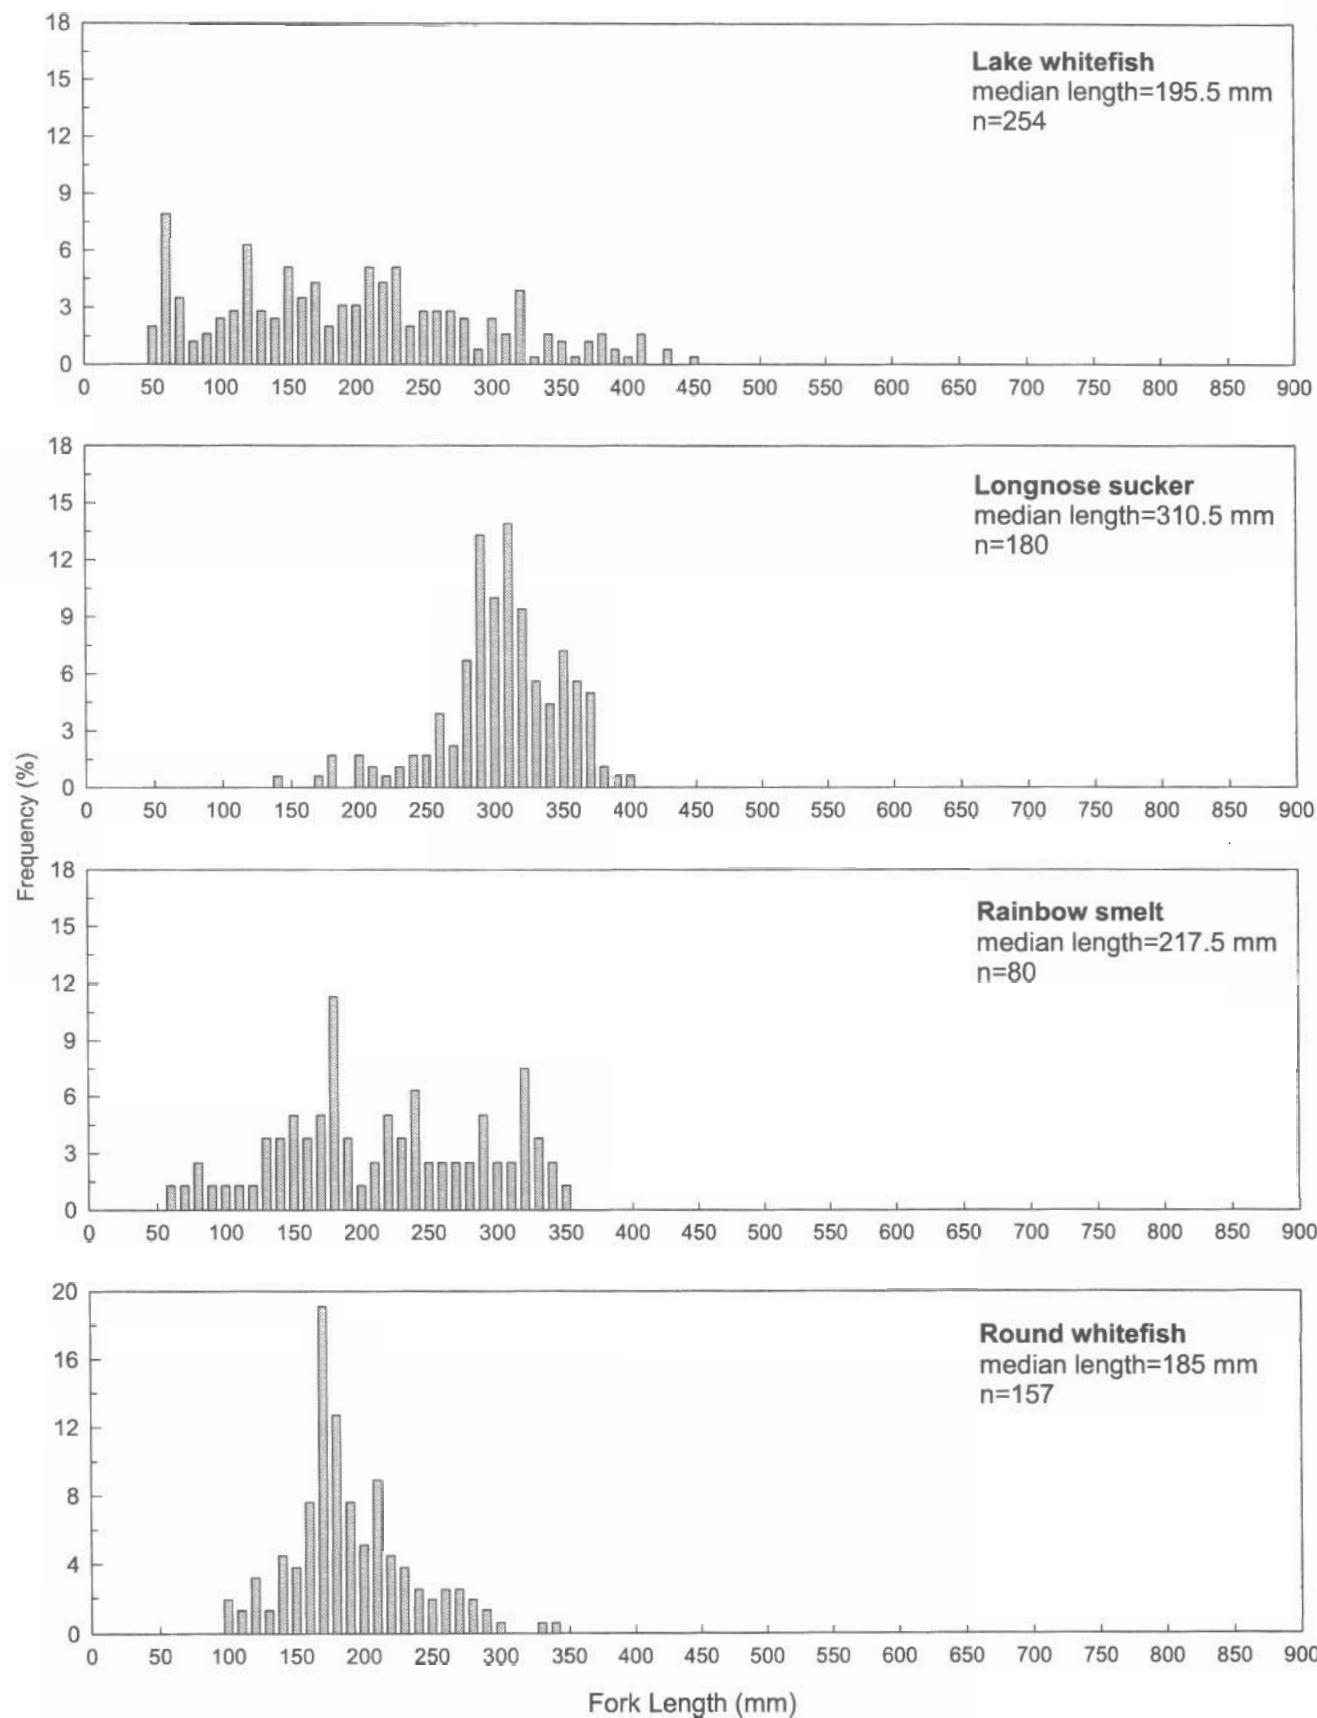 18
15
12
9
6
3
0
0 50 100 150 200 250 300 350 400 450 500 550 600 650 700 750 800 850 900
Lake whitefish
median length=195.5 mm
n=254
18
15
12
9
6
3
0
0 50 100 150 200 250 300 350 400 450 500 550 600 650 700 750 800 850 900
Longnose sucker
median length=310.5 mm
n=180
Frequency (%)
18
15
12
9
6
3
0
0 50 100 150 200 250 300 350 400 450 500 550 600 650 700 750 800 850 900
Rainbow smelt
median length=217.5 mm
n=80
20
16
12
8
4
0
0 50 100 150 200 250 300 350 400 450 500 550 600 650 700 750 800 850 900
Round whitefish
median length=185 mm
n=157
Fork Length (mm)